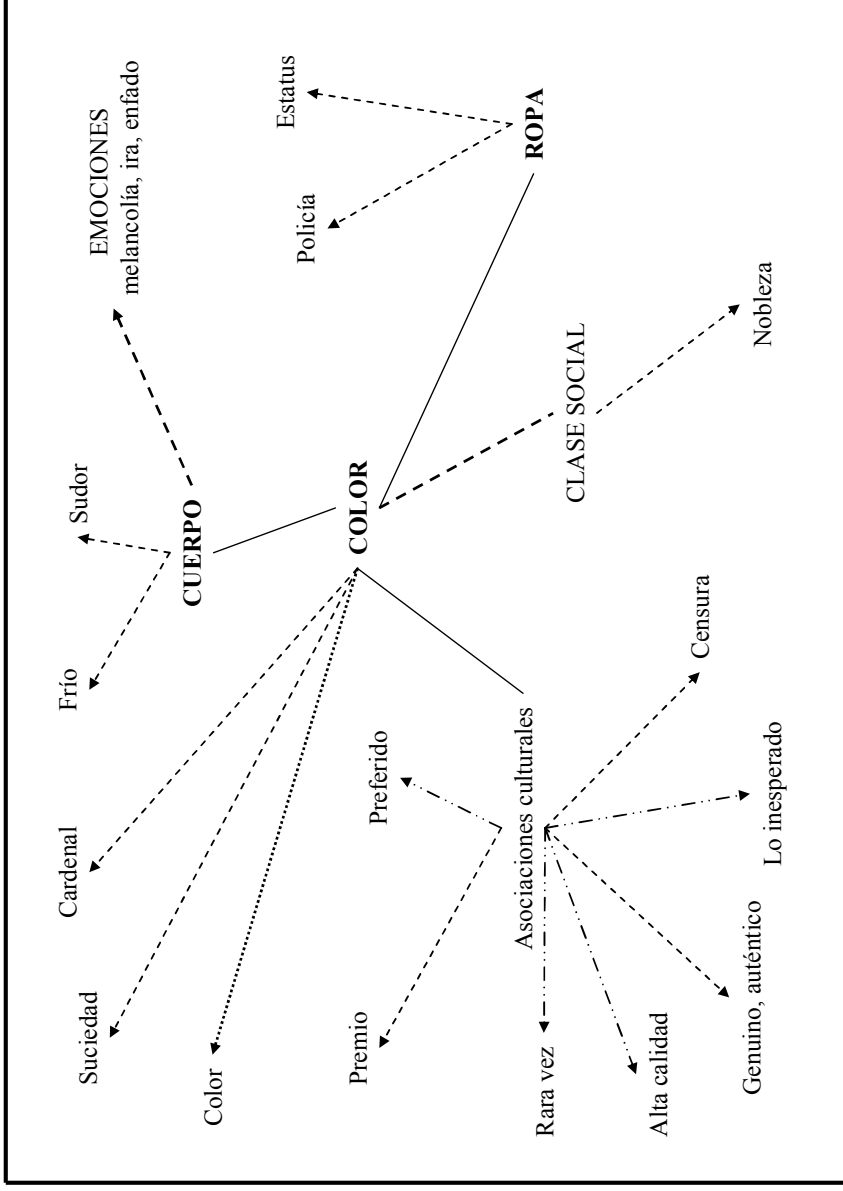 EMOCIONES
melancolía, ira, enfado
Estatus
Policía
ROPA
Sudor
CUERPO
Frío
COLOR
CLASE SOCIAL
Nobleza
Cardenal
Suciedad
Color
Preferido
Premio
Asociaciones culturales
Censura
Lo inesperado
Rara vez
Alta calidad
Genuino, auténtico